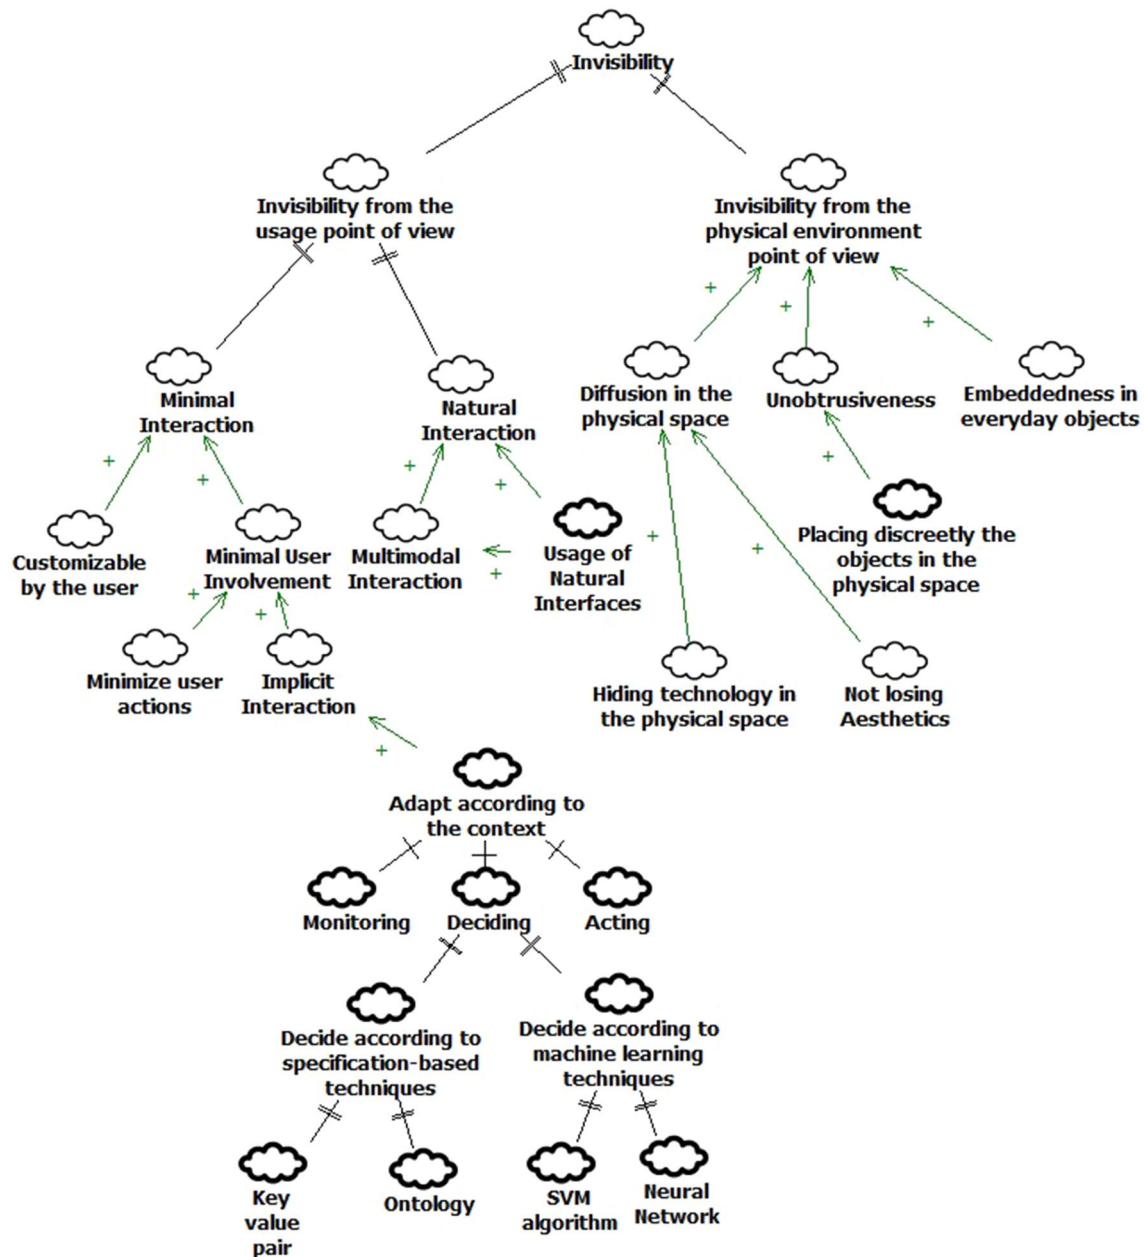 Invisibility
Invisibility from the
usage point of view
Invisibility from the
physical environment
point of view
+
+
+
Minimal
Interaction
Natural
Interaction
Diffusion in the
physical space
Unobtrusiveness
Embeddedness in
everyday objects
+
+
+
+
+
Customizable
by the user
Minimal User
Involvement
Multimodal
Interaction
+
Usage of
Natural
Interfaces
+
+
Placing discreetly the
objects in the
physical space
+
+
Minimize user
actions
Implicit
Interaction
Hiding technology in
the physical space
Not losing
Aesthetics
+
Adapt according to
the context
Monitoring
Deciding
Acting
Decide according to
specification-based
techniques
Decide according to
machine learning
techniques
Key
value
pair
Ontology
SVM
algorithm
Neural
Network